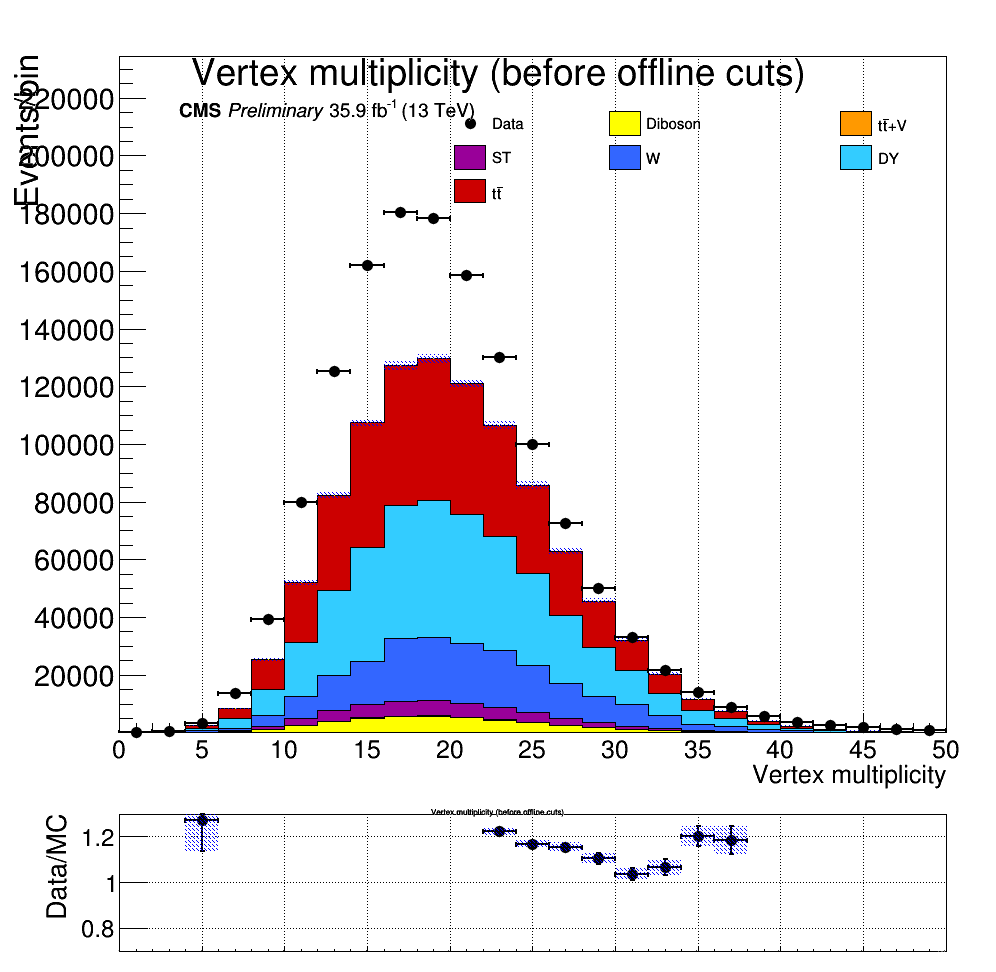 Vertex multiplicity (before offline cuts)
CMS Preliminary 35.9 fb⁻¹ (13 TeV)
Data
Diboson
tt̄+V
ST
W
DY
tt̄
Events/bin
220000
200000
180000
160000
140000
120000
100000
80000
60000
40000
20000
0 5 10 15 20 25 30 35 40 45 50
Vertex multiplicity
Vertex multiplicity (before offline cuts)
Data/MC
1.2
1
0.8